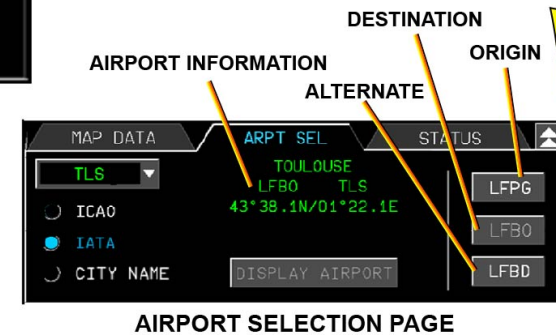 DESTINATION
ORIGIN
AIRPORT INFORMATION
ALTERNATE
MAP DATA ARPT SEL STATUS
TLS TOULOUSE
LFBO TLS LFPG
43°38.1N/01°22.1E
ICAO
IATA LFBO
CITY NAME DISPLAY AIRPORT LFBD
AIRPORT SELECTION PAGE